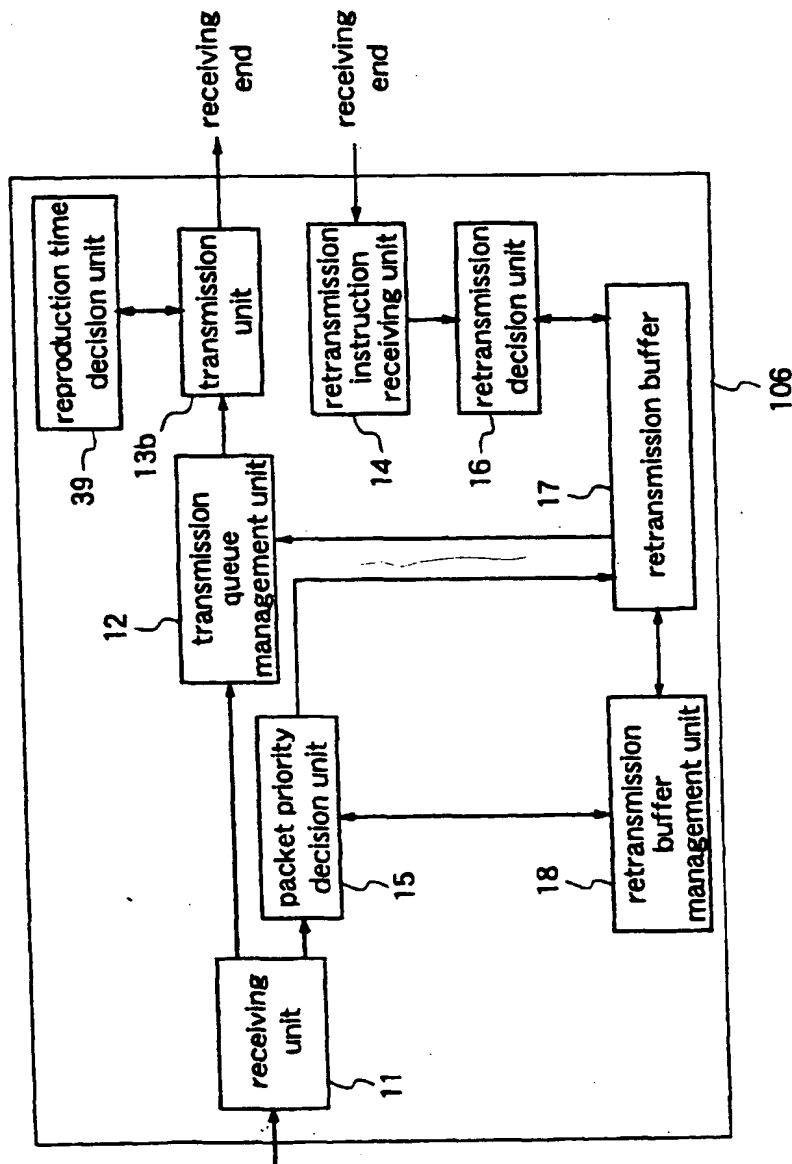 receiving
end
receiving
end
reproduction time
decision unit
39
transmission
unit
13b
transmission
queue
management unit
12
retransmission
instruction
receiving unit
14
retransmission
decision unit
16
packet priority
decision unit
15
receiving
unit
11
retransmission buffer
17
retransmission
buffer
management unit
18
106